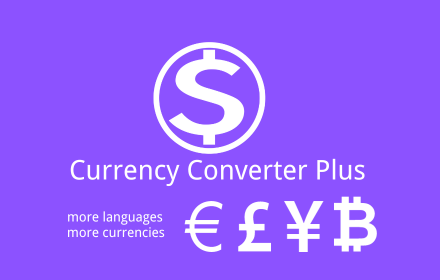 $
Currency Converter Plus
more languages
more currencies
€ £ ¥ ₿